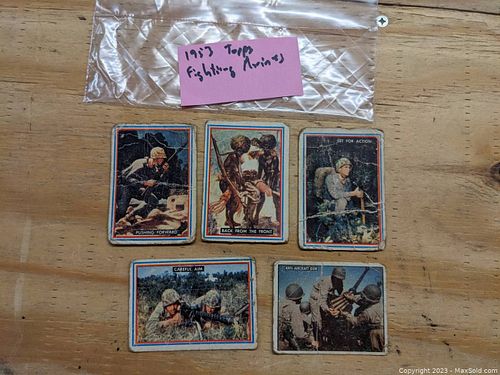 1953 Topps
Fighting Marines
PUSHING FORWARD
BACK FROM THE FRONT
SET FOR ACTION
CAREFUL AIM
ANTI-AIRCRAFT GUN
Copyright 2023 - MaxSold.com